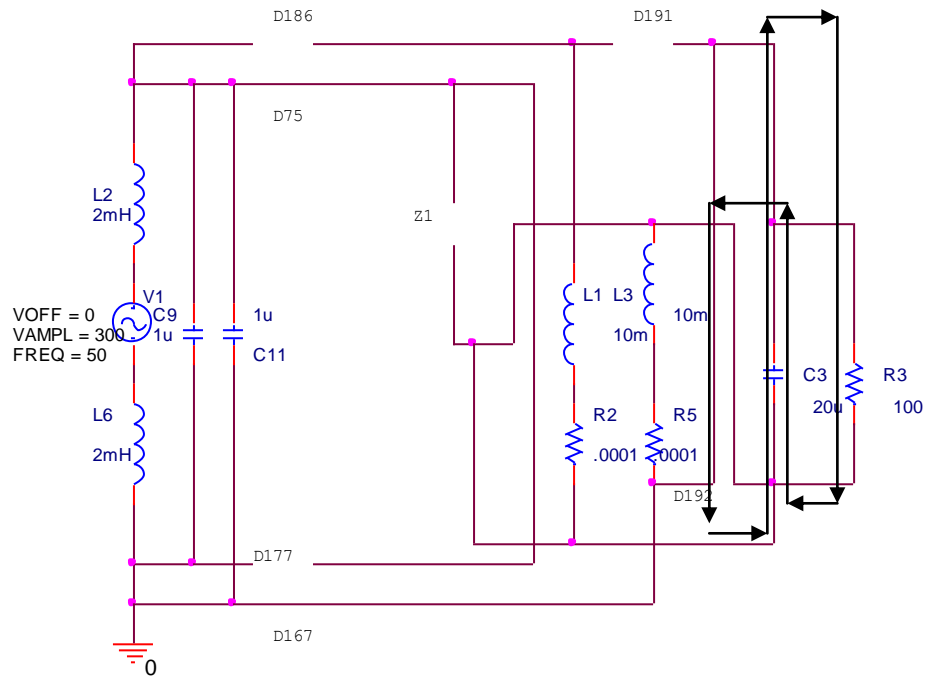 D186
D191
D75
L2
2mH
Z1
V1
VOFF = 0
VAMPL = 300
FREQ = 50
C9
1u
1u
C11
L1
L3
10m
10m
C3
20u
R3
100
L6
2mH
R2
.0001
R5
.0001
D192
D177
D167
0